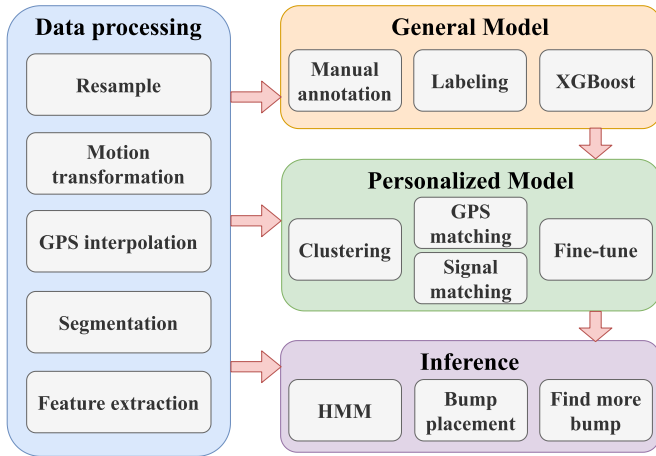 Data processing
Resample
Motion
transformation
GPS interpolation
Segmentation
Feature extraction
General Model
Manual
annotation
Labeling
XGBoost
Personalized Model
Clustering
GPS
matching
Signal
matching
Fine-tune
Inference
HMM
Bump
placement
Find more
bump